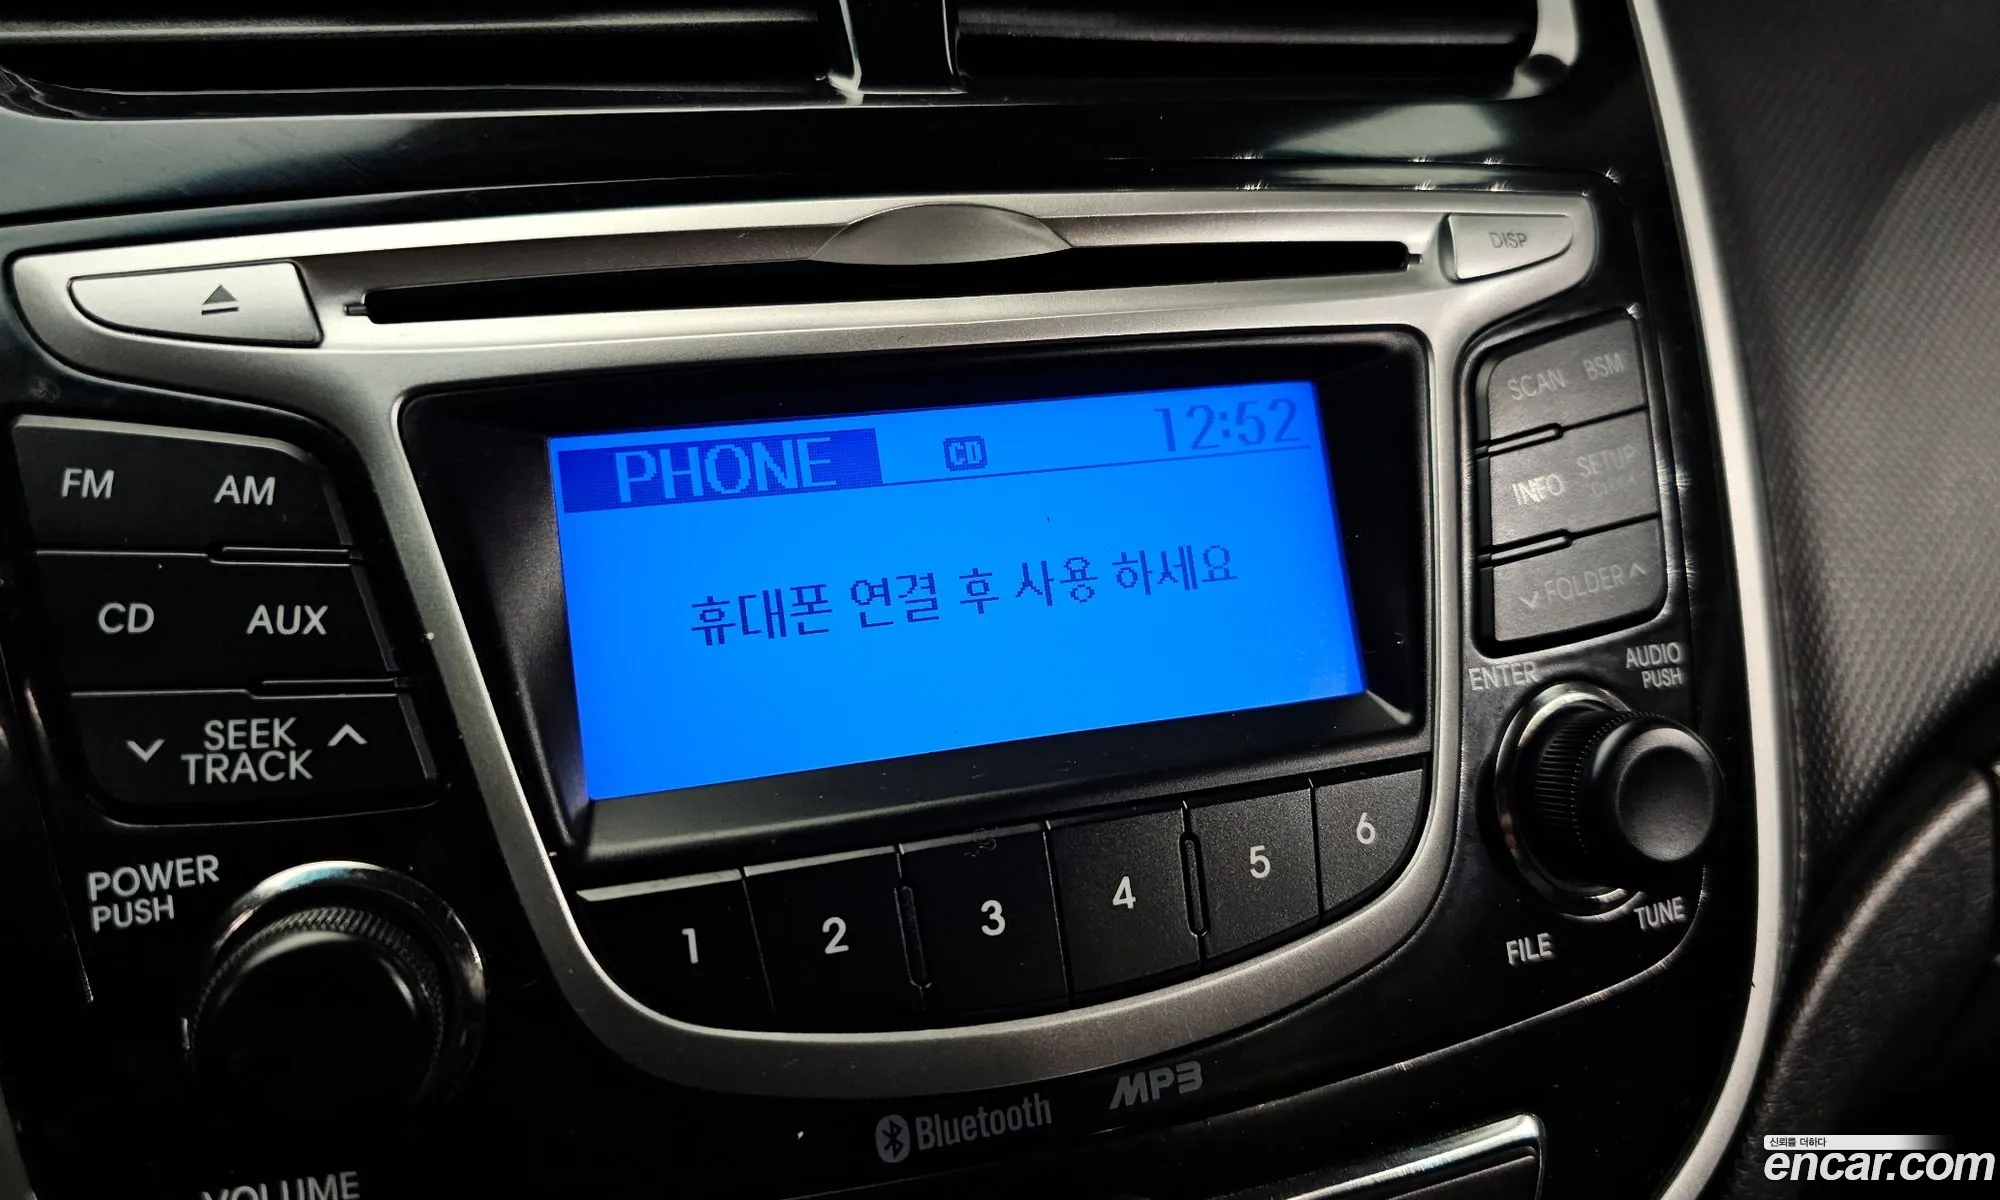 DISP
SCAN BSM
PHONE CD 12:52
휴대폰 연결 후 사용 하세요
FM AM
INFO SETUP
CD AUX
FOLDER
SEEK
TRACK
ENTER
AUDIO
PUSH
POWER
PUSH
1 2 3 4 5 6
TUNE
FILE
MP3
Bluetooth
VOLUME
신뢰를 더하다
encar.com